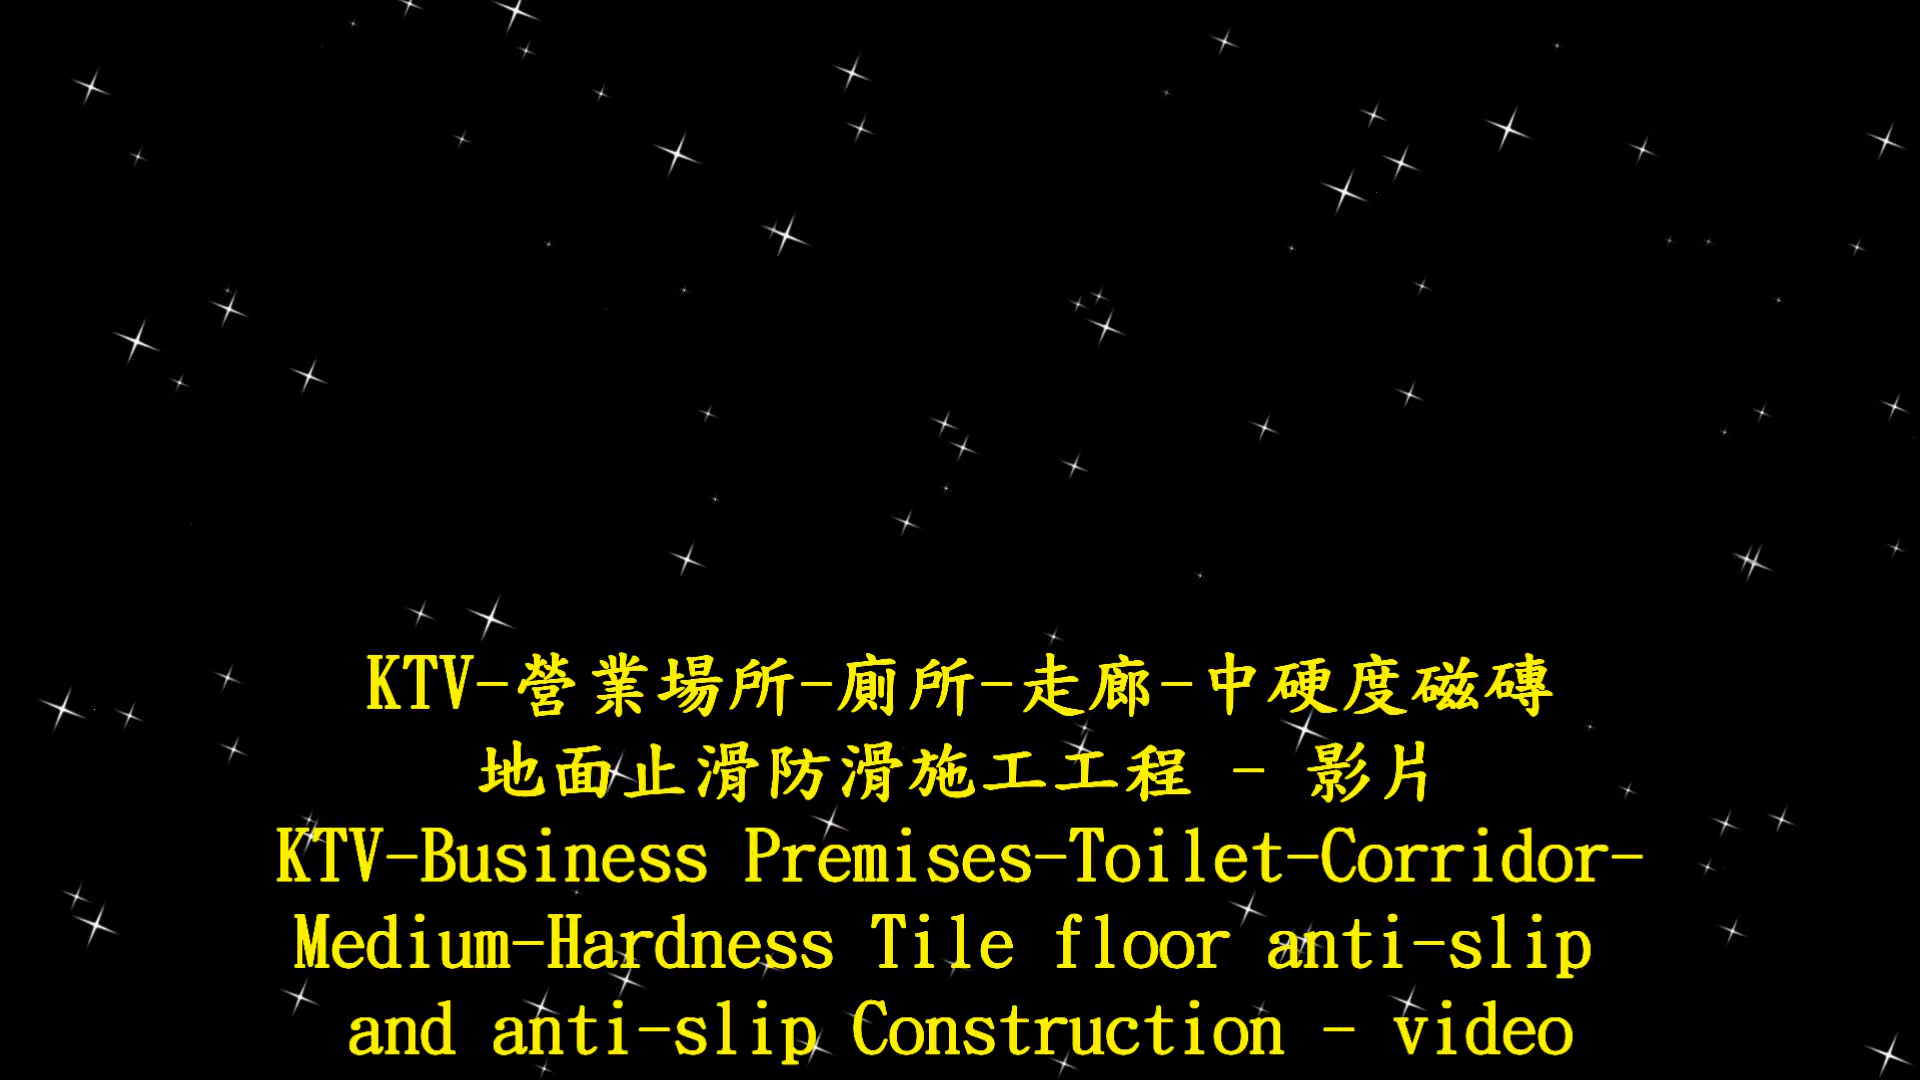 KTV-營業場所-廁所-走廊-中硬度磁磚
地面止滑防滑施工工程 - 影片
KTV-Business Premises-Toilet-Corridor-
Medium-Hardness Tile floor anti-slip
and anti-slip Construction - video